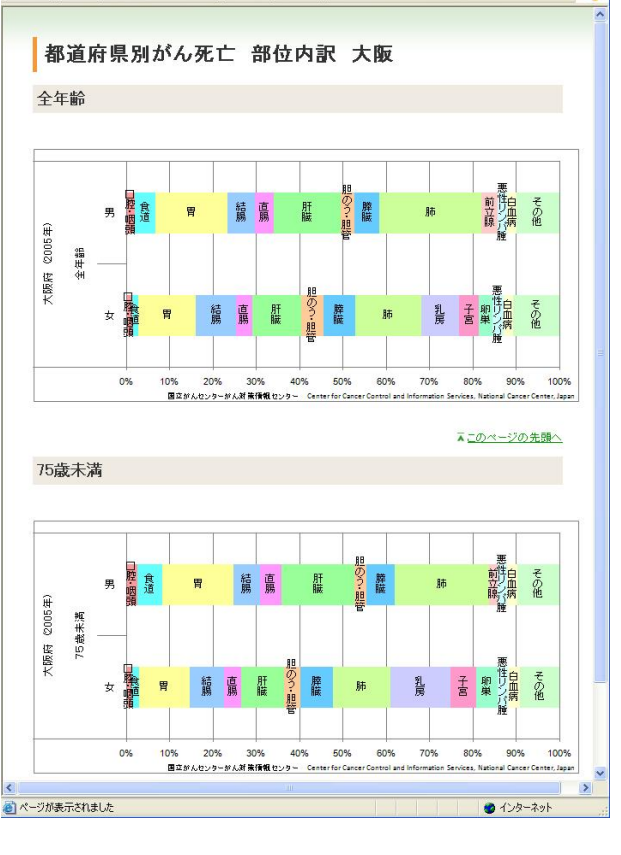 都道府県別がん死亡 部位内訳 大阪
全年齢
大阪府（2005年）
全年齢
男
口腔・咽頭
食道
胃
結腸
直腸
肝臓
胆のう・胆管
膵臓
肺
前立腺
悪性リンパ腫
白血病
その他
女
口腔・咽頭
食道
胃
結腸
直腸
肝臓
胆のう・胆管
膵臓
肺
乳房
子宮
卵巣
悪性リンパ腫
白血病
その他
0% 10% 20% 30% 40% 50% 60% 70% 80% 90% 100%
国立がんセンターがん対策情報センター Center for Cancer Control and Information Services, National Cancer Center, Japan
このページの先頭へ
75歳未満
大阪府（2005年）
75歳未満
男
口腔・咽頭
食道
胃
結腸
直腸
肝臓
胆のう・胆管
膵臓
肺
前立腺
悪性リンパ腫
白血病
その他
女
口腔・咽頭
食道
胃
結腸
直腸
肝臓
胆のう・胆管
膵臓
肺
乳房
子宮
卵巣
悪性リンパ腫
白血病
その他
0% 10% 20% 30% 40% 50% 60% 70% 80% 90% 100%
国立がんセンターがん対策情報センター Center for Cancer Control and Information Services, National Cancer Center, Japan
ページが表示されました
インターネット